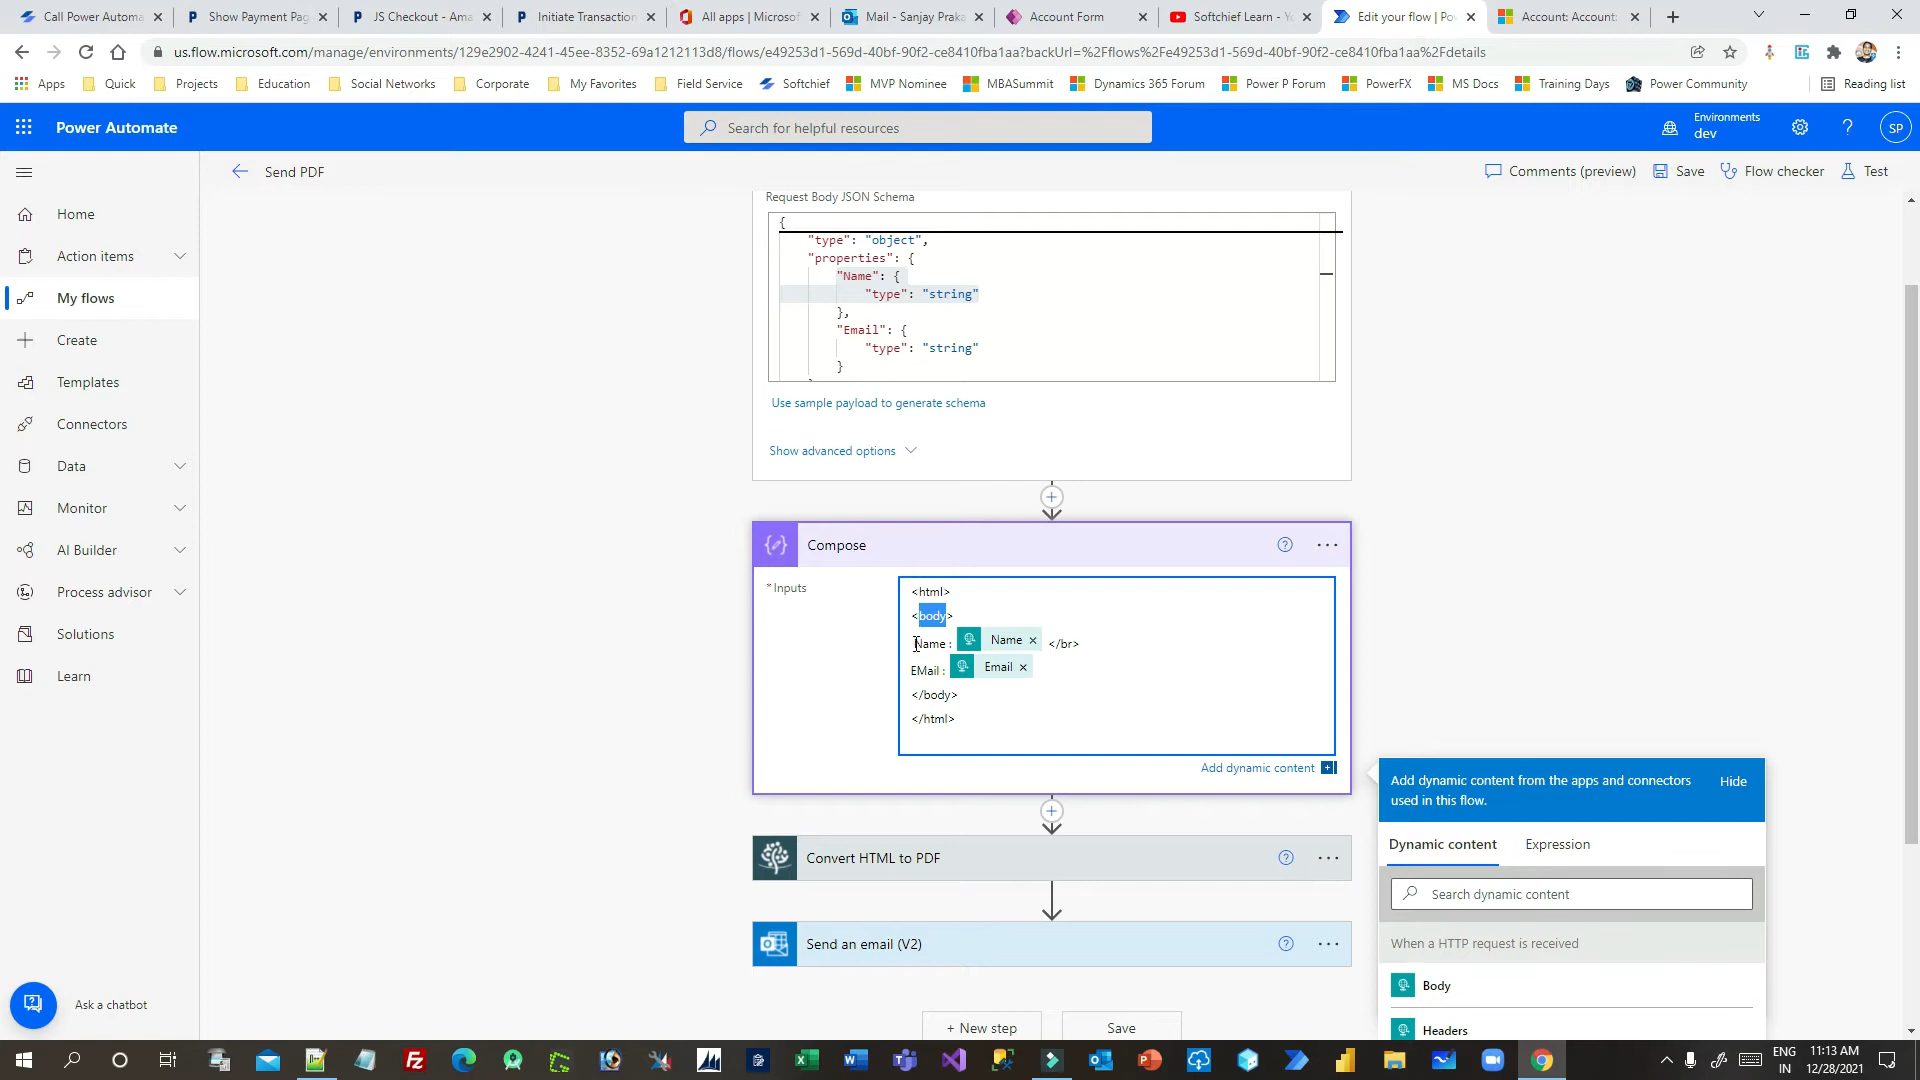 Call Power Automa
Show Payment Pag
JS Checkout - Ama
Initiate Transaction
All apps | Microsof
Mail - Sanjay Praka
Account Form
Softchief Learn - Yo
Edit your flow | Po
Account: Account:
us.flow.microsoft.com/manage/environments/129e2902-4241-45ee-8352-69a1212113d8/flows/e49253d1-569d-40bf-90f2-ce8410fba1aa?backUrl=%2Fflows%2Fe49253d1-569d-40bf-90f2-ce8410fba1aa%2Fdetails
Apps Quick Projects Education Social Networks Corporate My Favorites Field Service Softchief MVP Nominee MBASummit Dynamics 365 Forum Power P Forum PowerFX MS Docs Training Days Power Community Reading list
Power Automate
Search for helpful resources
Environments
dev
SP
Send PDF
Comments (preview) Save Flow checker Test
Home
Action items
My flows
Create
Templates
Connectors
Data
Monitor
AI Builder
Process advisor
Solutions
Learn
Ask a chatbot
Request Body JSON Schema
{
"type": "object",
"properties": {
"Name": {
"type": "string"
},
"Email": {
"type": "string"
}
Use sample payload to generate schema
Show advanced options
Compose
* Inputs
<html>
<body>
Name : Name × </br>
EMail : Email ×
</body>
</html>
Add dynamic content
Convert HTML to PDF
Send an email (V2)
+ New step Save
Add dynamic content from the apps and connectors
used in this flow.
Hide
Dynamic content Expression
Search dynamic content
When a HTTP request is received
Body
Headers
ENG
IN
11:13 AM
12/28/2021